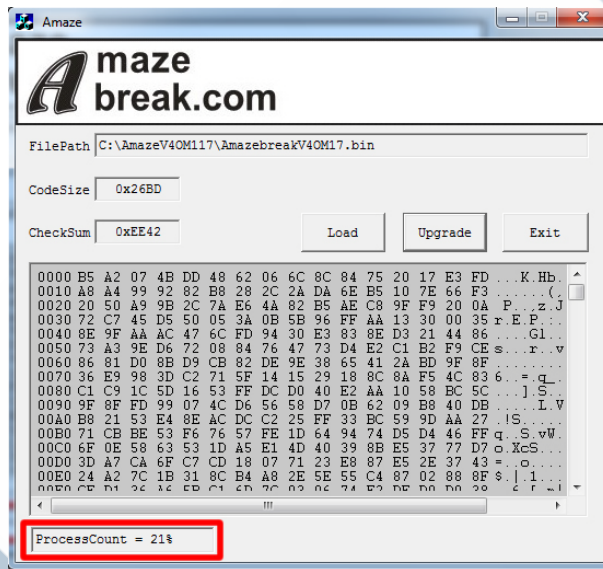 Amaze
Amaze
break.com
FilePath C:\AmazeV4OM117\AmazebreakV4OM17.bin
CodeSize 0x26BD
CheckSum 0xEE42 Load Upgrade Exit
0000 B5 A2 07 4B DD 48 62 06 6C 8C 84 75 20 17 E3 FD ...K.Hb.
0010 A8 A4 99 92 82 B8 28 2C 2A DA 6E B5 10 7E 66 F3 ......(,
0020 20 50 A9 9B 2C 7A E6 4A 82 B5 AE C8 9F F9 20 0A P..,z.J
0030 72 C7 45 D5 50 05 3A 0B 5B 96 FF AA 13 30 00 35 r.E.P.:.
0040 8E 9F AA AC 47 6C FD 94 30 E3 83 8E D3 21 44 86 ....Gl..
0050 73 A3 9E D6 72 08 84 76 47 73 D4 E2 C1 B2 F9 CE s...r..v
0060 86 81 D0 8B D9 CB 82 DE 9E 38 65 41 2A BD 9F 8F ........
0070 36 E9 98 3D C2 71 5F 14 15 29 18 8C 8A F5 4C 83 6..=.q_.
0080 C1 C9 1C 5D 16 53 FF DC D0 40 E2 AA 10 58 BC 5C ...].S..
0090 9F 8F FD 99 07 4C D6 56 58 D7 0B 62 09 B8 40 DB .....L.V
00A0 B8 21 53 E4 8E AC DC C2 25 FF 33 BC 59 9D AA 27 .!S.....
00B0 71 CB BE 53 F6 76 57 FE 1D 64 94 74 D5 D4 46 FF q..S.vW.
00C0 6F 0E 58 63 53 1D A5 E1 4D 40 39 8B E5 37 77 D7 o.XcS...
00D0 3D A7 CA 6F C7 CD 18 07 71 23 E8 87 E5 2E 37 43 =..o....
00E0 24 A2 7C 1B 31 8C B4 A8 2E 5E 55 C4 87 02 88 8F $.|.1...
ProcessCount = 21%